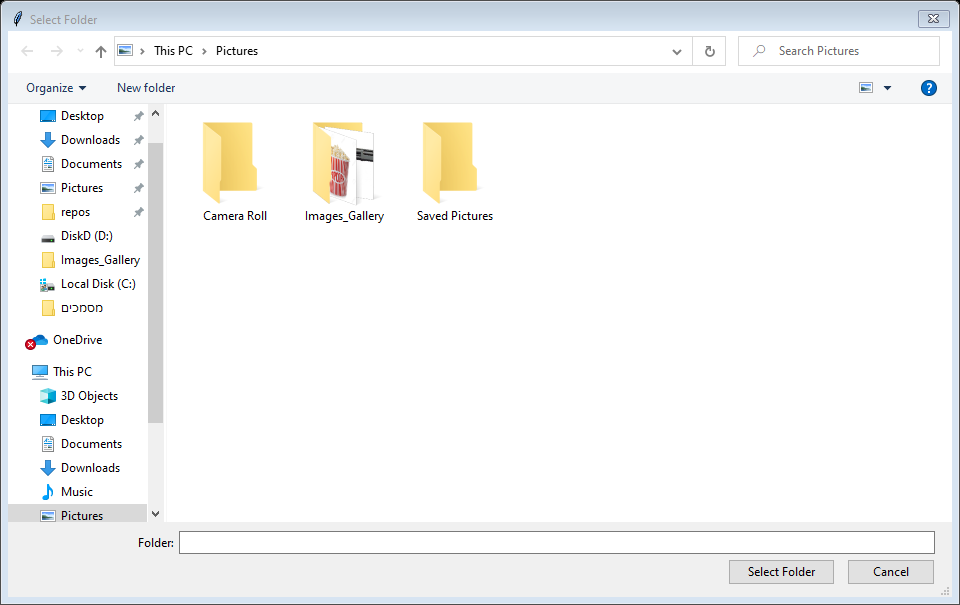 Select Folder
This PC > Pictures
Search Pictures
Organize
New folder
Desktop
Downloads
Documents
Pictures
repos
DiskD (D:)
Images_Gallery
Local Disk (C:)
מסמכים
OneDrive
This PC
3D Objects
Desktop
Documents
Downloads
Music
Pictures
Camera Roll
Images_Gallery
Saved Pictures
Folder:
Select Folder
Cancel